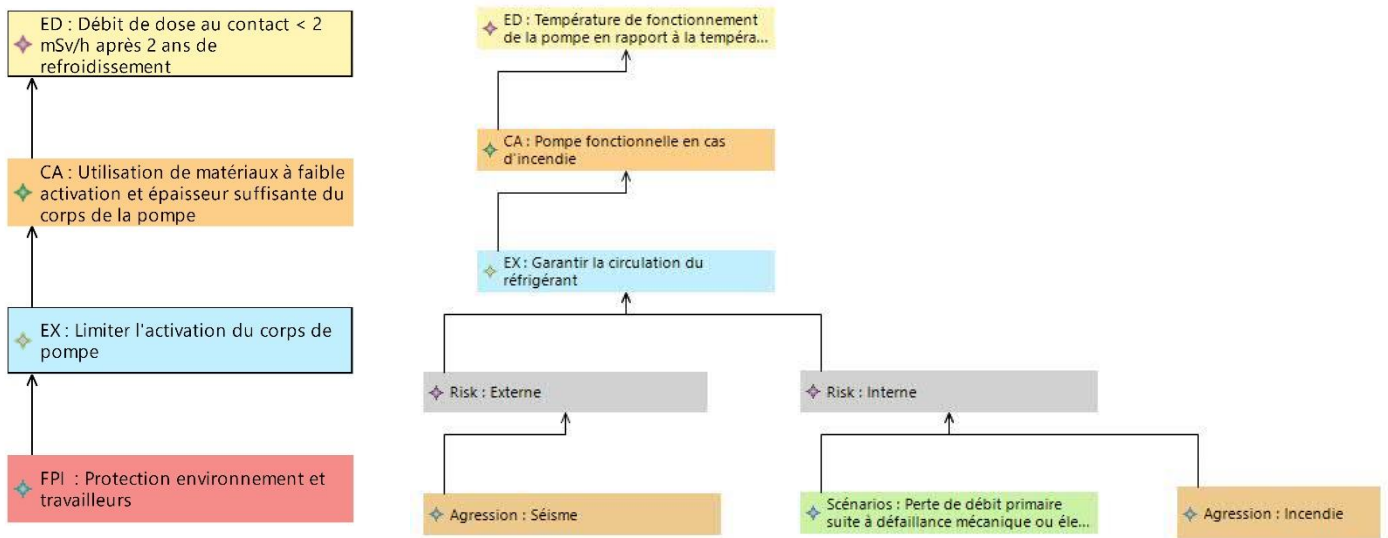 ED : Débit de dose au contact < 2
mSv/h après 2 ans de
refroidissement
CA : Utilisation de matériaux à faible
activation et épaisseur suffisante du
corps de la pompe
EX : Limiter l'activation du corps de
pompe
FPI : Protection environnement et
travailleurs
ED : Température de fonctionnement
de la pompe en rapport à la tempéra...
CA : Pompe fonctionnelle en cas
d'incendie
EX : Garantir la circulation du
réfrigérant
Risk : Externe
Risk : Interne
Agression : Séisme
Scénarios : Perte de débit primaire
suite à défaillance mécanique ou éle...
Agression : Incendie